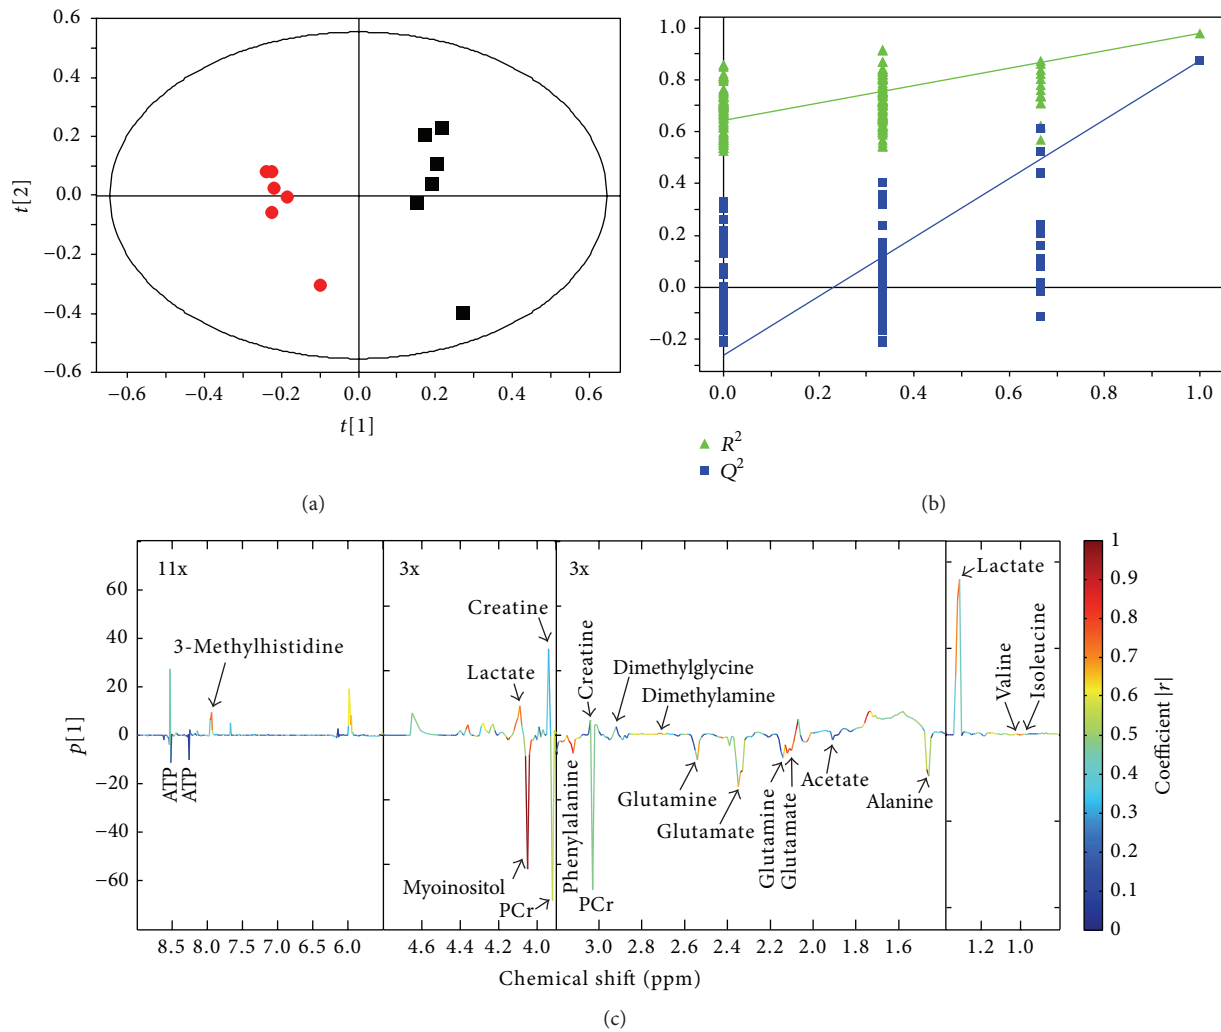 0.6
0.4
0.2
0.0
−0.2
−0.4
−0.6
t[2]
−0.6 −0.4 −0.2 0.0 0.2 0.4 0.6
t[1]
(a)
1.0
0.8
0.6
0.4
0.2
0.0
−0.2
0.0 0.2 0.4 0.6 0.8 1.0
R²
Q²
(b)
11x 3x 3x
60
40
20
0
−20
−40
−60
p[1]
3-Methylhistidine
ATP
ATP
Creatine
Lactate
Myoinositol
PCr
Phenylalanine
Creatine
PCr
Dimethylglycine
Dimethylamine
Glutamine
Glutamate
Glutamine
Glutamate
Acetate
Alanine
Lactate
Valine
Isoleucine
8.5 8.0 7.5 7.0 6.5 6.0 4.6 4.4 4.2 4.0 3.0 2.8 2.6 2.4 2.2 2.0 1.8 1.6 1.2 1.0
Chemical shift (ppm)
1
0.9
0.8
0.7
0.6
0.5
0.4
0.3
0.2
0.1
0
Coefficient |r|
(c)